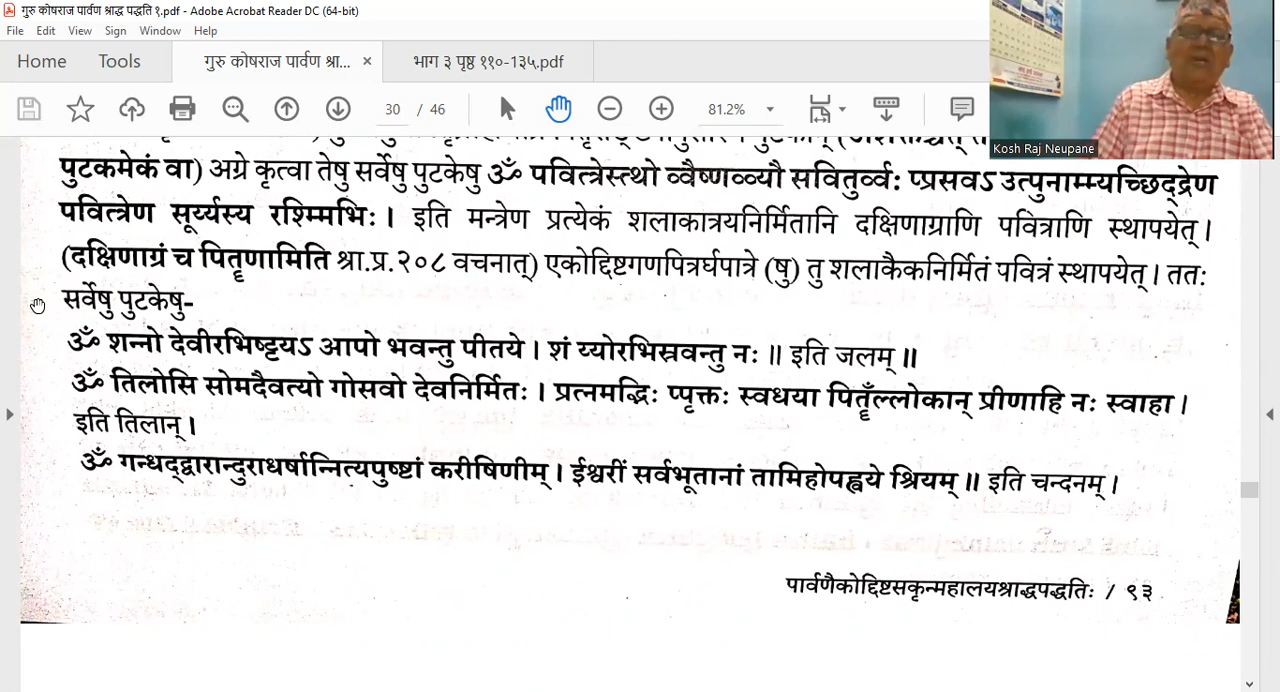 गुरु कोषराज पार्वण श्राद्ध पद्धति १.pdf - Adobe Acrobat Reader DC (64-bit)
File Edit View Sign Window Help
Home Tools गुरु कोषराज पार्वण श्रा... × भाग ३ पृष्ठ ११०-१३५.pdf
30 / 46 81.2%
Kosh Raj Neupane
पुटकमेकं वा) अग्रे कृत्वा तेषु सर्वेषु पुटकेषु ॐ पवित्रेस्त्थो व्वैष्णव्व्यौ सवितुर्व्वः प्प्रसवऽ उत्पुनाम्म्यच्छिद्द्रेण
पवित्त्रेण सूर्य्यस्य रश्म्मिभिः। इति मन्त्रेण प्रत्येकं शलाकात्रयनिर्मितानि दक्षिणाग्राणि पवित्राणि स्थापयेत्।
(दक्षिणाग्रं च पितॄणामिति श्रा.प्र.२०८ वचनात्) एकोद्दिष्टगणपित्रर्घपात्रे (षु) तु शलाकैकनिर्मितं पवित्रं स्थापयेत्। ततः
सर्वेषु पुटकेषु-
ॐ शन्नो देवीरभिष्ट्टयऽ आपो भवन्तु पीतये। शं य्योरभिस्रवन्तु नः॥ इति जलम्॥
ॐ तिलोसि सोमदैवत्यो गोसवो देवनिर्मितः। प्रत्नमद्भिः प्पृक्तः स्वधया पितॄँल्लोकान् प्रीणाहि नः स्वाहा।
इति तिलान्।
ॐ गन्धद्द्वारान्दुराधर्षान्नित्यपुष्टां करीषिणीम्। ईश्वरीं सर्वभूतानां तामिहोपह्वये श्रियम्॥ इति चन्दनम्।
पार्वणैकोद्दिष्टसकृन्महालयश्राद्धपद्धतिः / ९३